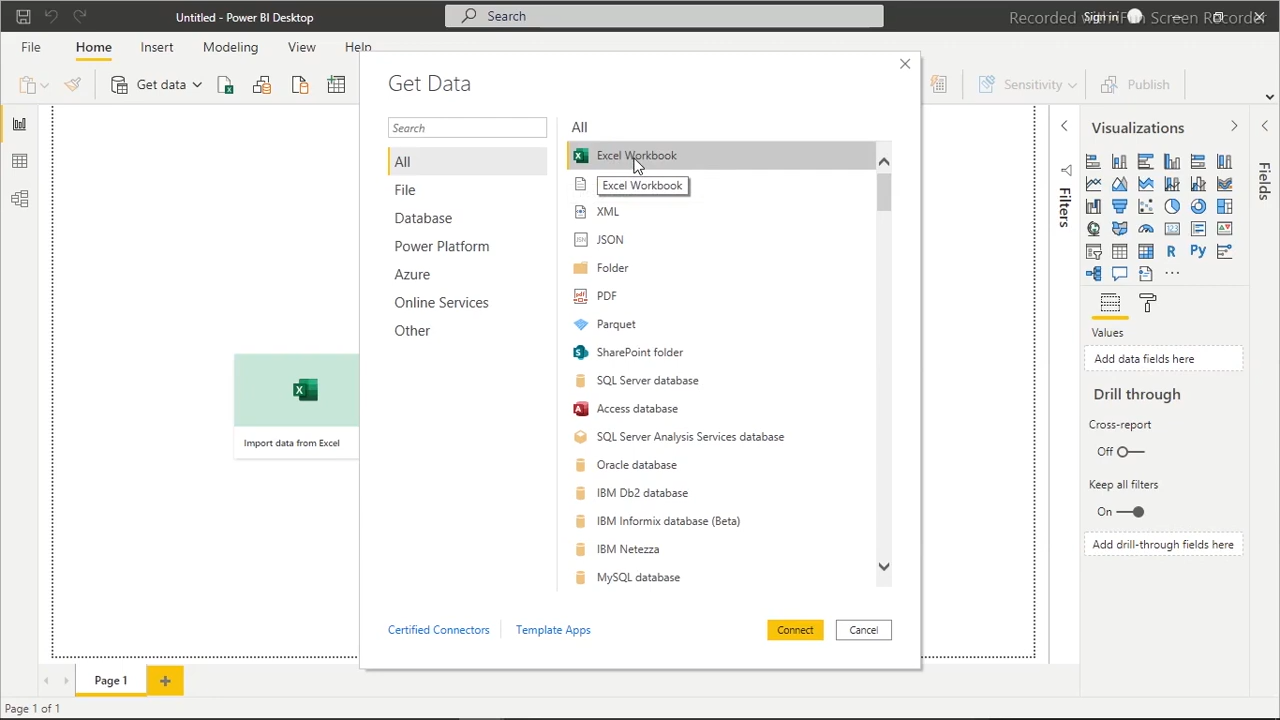 Untitled - Power BI Desktop
Search
Sign in
Recorded with iFun Screen Recorder
File
Home
Insert
Modeling
View
Help
Get data
Sensitivity
Publish
Get Data
Search
All
File
Database
Power Platform
Azure
Online Services
Other
All
Excel Workbook
Excel Workbook
XML
JSON
Folder
PDF
Parquet
SharePoint folder
SQL Server database
Access database
SQL Server Analysis Services database
Oracle database
IBM Db2 database
IBM Informix database (Beta)
IBM Netezza
MySQL database
Certified Connectors
Template Apps
Connect
Cancel
Import data from Excel
Filters
Visualizations
R
Py
Values
Add data fields here
Drill through
Cross-report
Off
Keep all filters
On
Add drill-through fields here
Fields
Page 1
Page 1 of 1